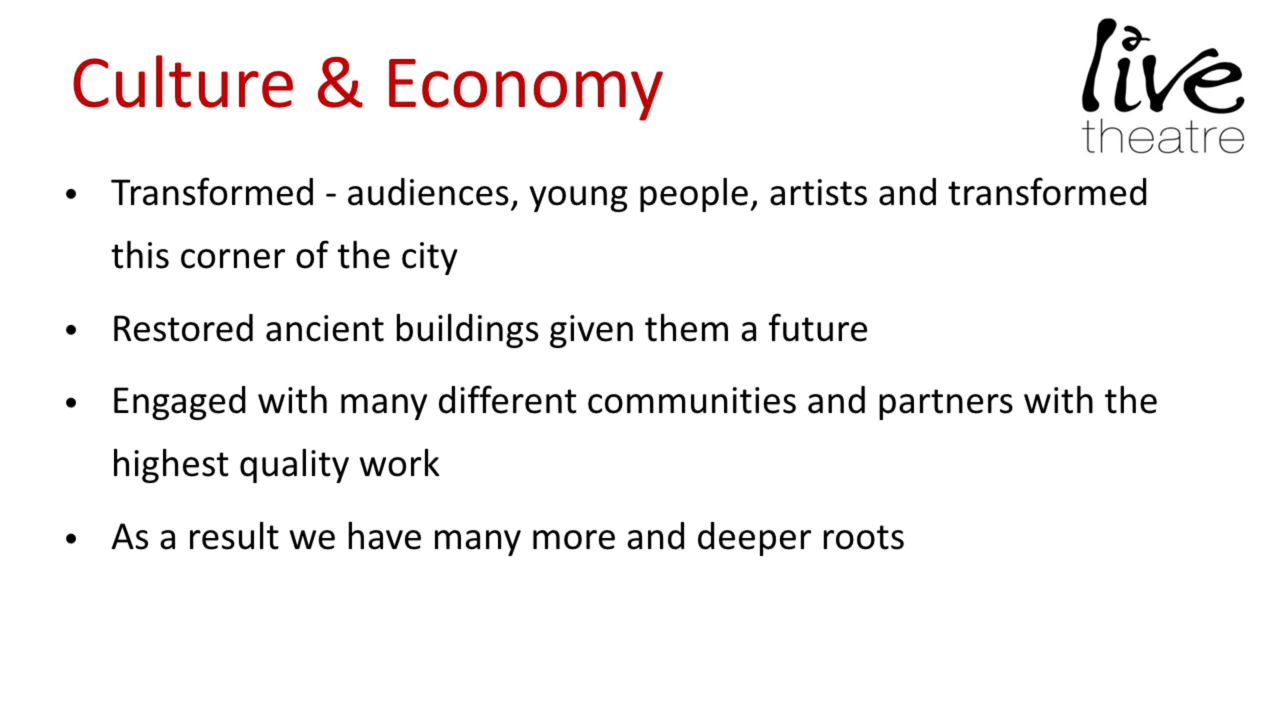 Culture & Economy
live
theatre
• Transformed - audiences, young people, artists and transformed
this corner of the city
• Restored ancient buildings given them a future
• Engaged with many different communities and partners with the
highest quality work
• As a result we have many more and deeper roots